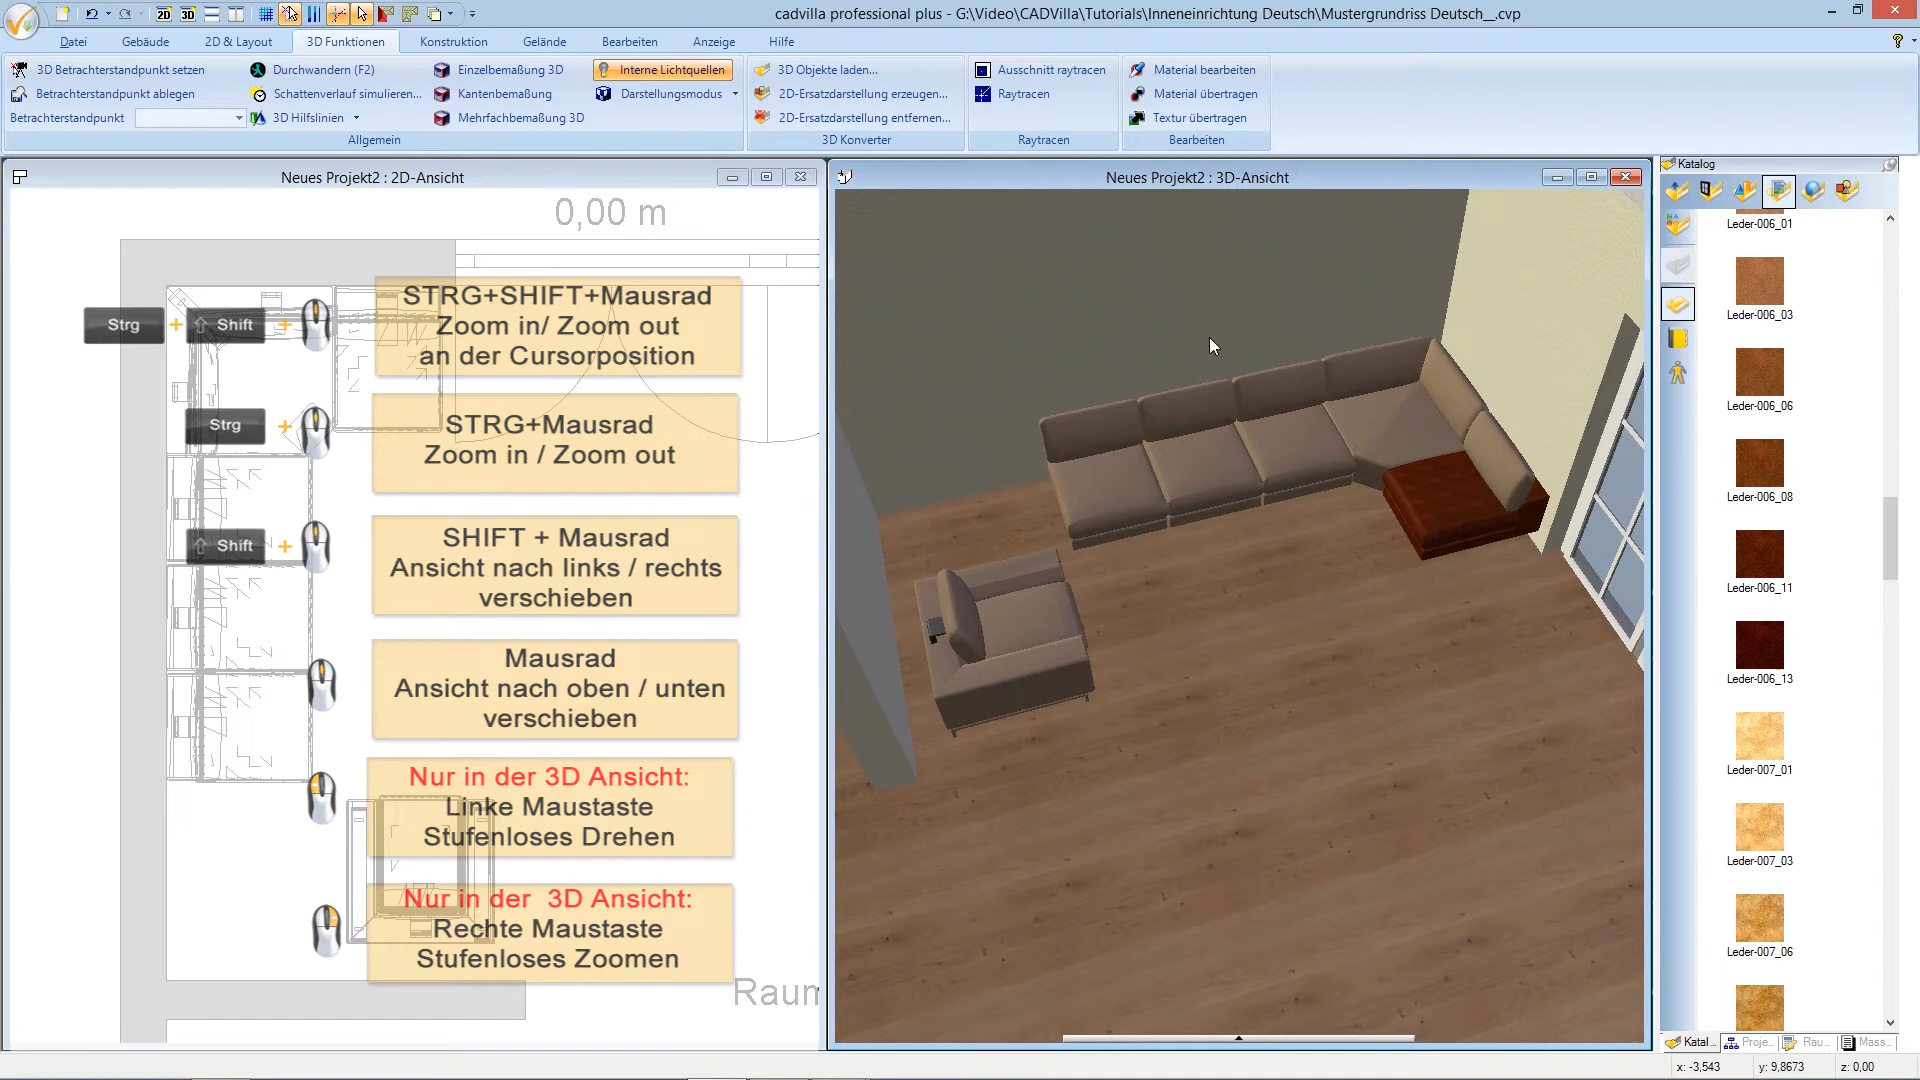 cadvilla professional plus - G:\Video\CADVilla\Tutorials\Inneneinrichtung Deutsch\Mustergrundriss Deutsch__.cvp
2D 3D
Datei Gebäude 2D & Layout 3D Funktionen Konstruktion Gelände Bearbeiten Anzeige Hilfe
3D Betrachterstandpunkt setzen Durchwandern (F2) Einzelbemaßung 3D Interne Lichtquellen 3D Objekte laden... Ausschnitt raytracen Material bearbeiten
Betrachterstandpunkt ablegen Schattenverlauf simulieren... Kantenbemaßung Darstellungsmodus 2D-Ersatzdarstellung erzeugen... Raytracen Material übertragen
Betrachterstandpunkt 3D Hilfslinien Mehrfachbemaßung 3D 2D-Ersatzdarstellung entfernen... Textur übertragen
Allgemein 3D Konverter Raytracen Bearbeiten
Neues Projekt2 : 2D-Ansicht
Neues Projekt2 : 3D-Ansicht
Katalog
0,00 m
Strg + Shift +
STRG+SHIFT+Mausrad
Zoom in/ Zoom out
an der Cursorposition
Strg +
STRG+Mausrad
Zoom in / Zoom out
Shift +
SHIFT + Mausrad
Ansicht nach links / rechts
verschieben
Mausrad
Ansicht nach oben / unten
verschieben
Nur in der 3D Ansicht:
Linke Maustaste
Stufenloses Drehen
Nur in der 3D Ansicht:
Rechte Maustaste
Stufenloses Zoomen
Raum
Leder-006_01
Leder-006_03
Leder-006_06
Leder-006_08
Leder-006_11
Leder-006_13
Leder-007_01
Leder-007_03
Leder-007_06
Katal... Proje... Rau... Mass...
x: -3,543 y: 9,8673 z: 0,00